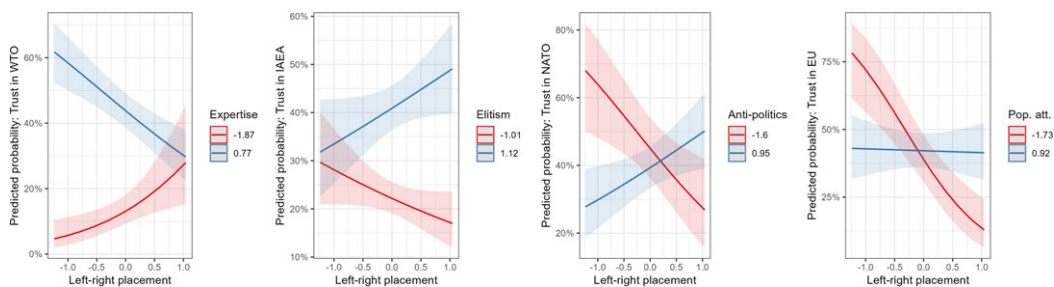 Predicted probability: Trust in WTO
60%
40%
20%
0%
-1.0 -0.5 0.0 0.5 1.0
Left-right placement
Expertise
-1.87
0.77
Predicted probability: Trust in IAEA
60%
50%
40%
30%
20%
10%
-1.0 -0.5 0.0 0.5 1.0
Left-right placement
Elitism
-1.01
1.12
Predicted probability: Trust in NATO
80%
60%
40%
20%
-1.0 -0.5 0.0 0.5 1.0
Left-right placement
Anti-politics
-1.6
0.95
Predicted probability: Trust in EU
75%
50%
25%
-1.0 -0.5 0.0 0.5 1.0
Left-right placement
Pop. att.
-1.73
0.92